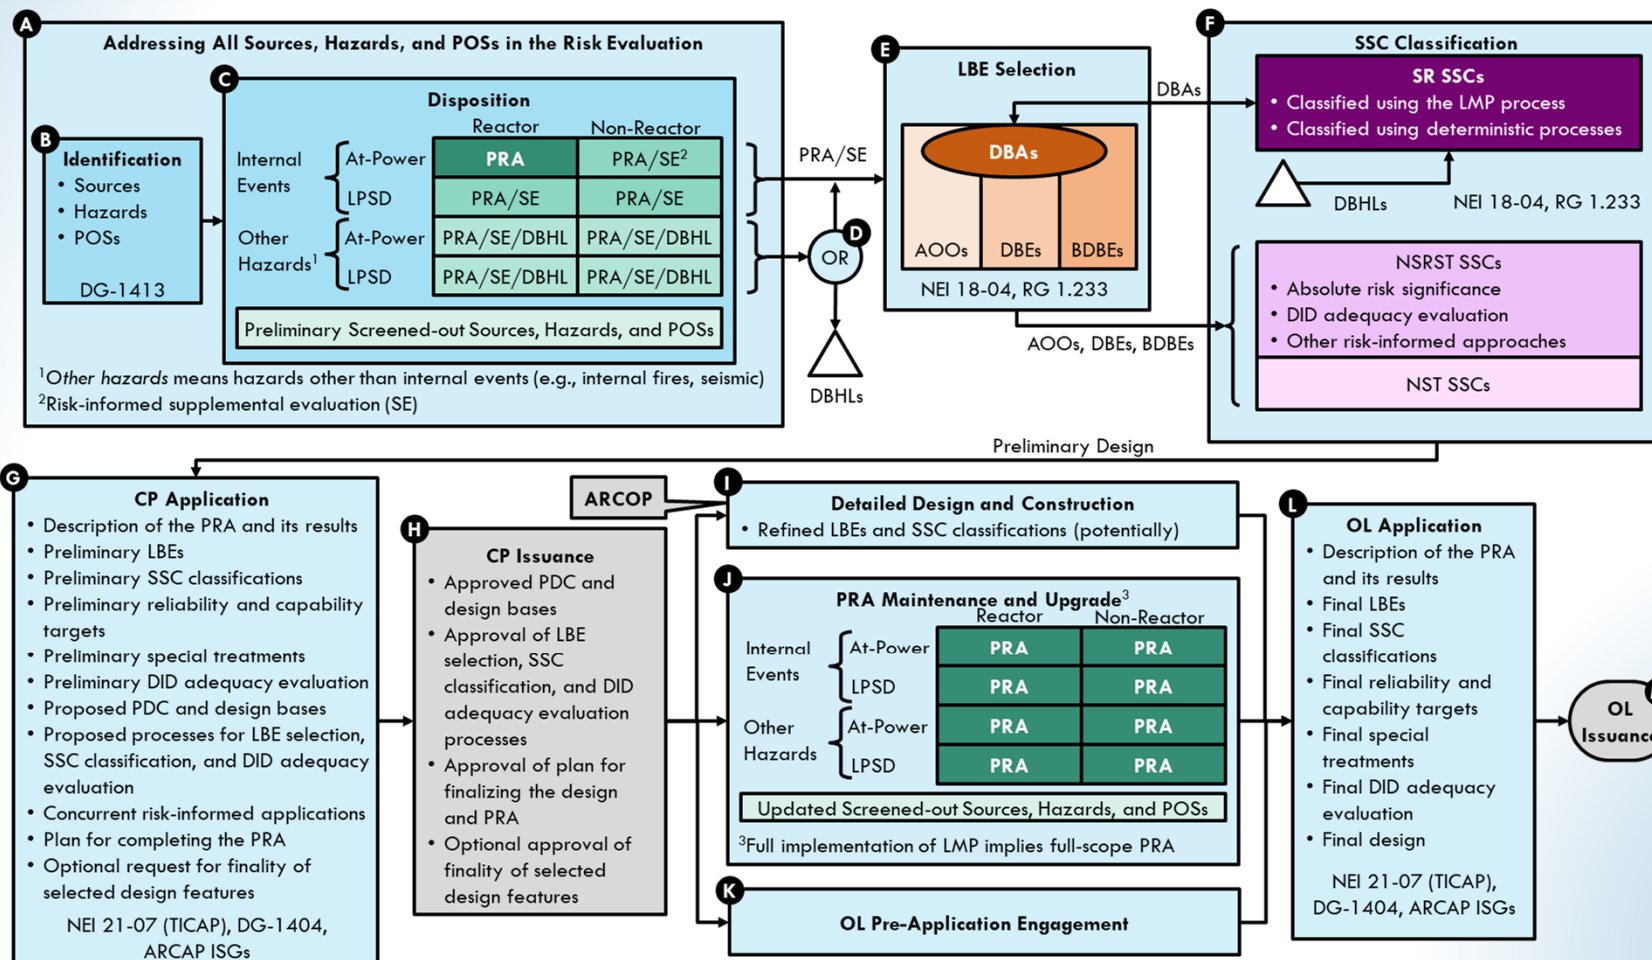 A
Addressing All Sources, Hazards, and POSs in the Risk Evaluation
B
Identification
• Sources
• Hazards
• POSs
DG-1413
C
Disposition
Reactor Non-Reactor
Internal Events
At-Power PRA PRA/SE²
LPSD PRA/SE PRA/SE
Other Hazards¹
At-Power PRA/SE/DBHL PRA/SE/DBHL
LPSD PRA/SE/DBHL PRA/SE/DBHL
Preliminary Screened-out Sources, Hazards, and POSs
¹Other hazards means hazards other than internal events (e.g., internal fires, seismic)
²Risk-informed supplemental evaluation (SE)
PRA/SE
D
OR
DBHLs
E
LBE Selection
DBAs
AOOs DBEs BDBEs
NEI 18-04, RG 1.233
DBAs
AOOs, DBEs, BDBEs
F
SSC Classification
SR SSCs
• Classified using the LMP process
• Classified using deterministic processes
DBHLs
NEI 18-04, RG 1.233
NSRST SSCs
• Absolute risk significance
• DID adequacy evaluation
• Other risk-informed approaches
NST SSCs
Preliminary Design
G
CP Application
• Description of the PRA and its results
• Preliminary LBEs
• Preliminary SSC classifications
• Preliminary reliability and capability
targets
• Preliminary special treatments
• Preliminary DID adequacy evaluation
• Proposed PDC and design bases
• Proposed processes for LBE selection,
SSC classification, and DID adequacy
evaluation
• Concurrent risk-informed applications
• Plan for completing the PRA
• Optional request for finality of
selected design features
NEI 21-07 (TICAP), DG-1404,
ARCAP ISGs
H
CP Issuance
• Approved PDC and
design bases
• Approval of LBE
selection, SSC
classification, and DID
adequacy evaluation
processes
• Approval of plan for
finalizing the design
and PRA
• Optional approval of
finality of selected
design features
ARCOP
I
Detailed Design and Construction
• Refined LBEs and SSC classifications (potentially)
J
PRA Maintenance and Upgrade³
Reactor Non-Reactor
Internal Events
At-Power PRA PRA
LPSD PRA PRA
Other Hazards
At-Power PRA PRA
LPSD PRA PRA
Updated Screened-out Sources, Hazards, and POSs
³Full implementation of LMP implies full-scope PRA
K
OL Pre-Application Engagement
L
OL Application
• Description of the PRA
and its results
• Final LBEs
• Final SSC
classifications
• Final reliability and
capability targets
• Final special
treatments
• Final DID adequacy
evaluation
• Final design
NEI 21-07 (TICAP),
DG-1404, ARCAP ISGs
OL
Issuance